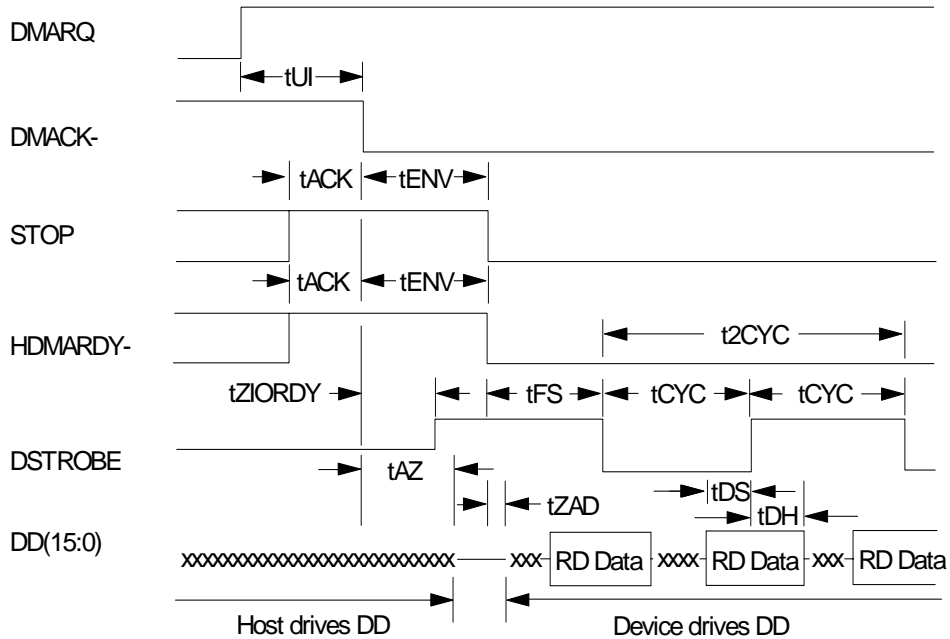 DMARQ
tUI
DMACK-
tACK tENV
STOP
tACK tENV
HDMARDY-
t2CYC
tZIORDY tFS tCYC tCYC
DSTROBE
tAZ tDS
tZAD tDH
DD(15:0)
XXXXXXXXXXXXXXXXXXXXXXXX XXX RD Data XXXX RD Data XXX RD Data
Host drives DD Device drives DD